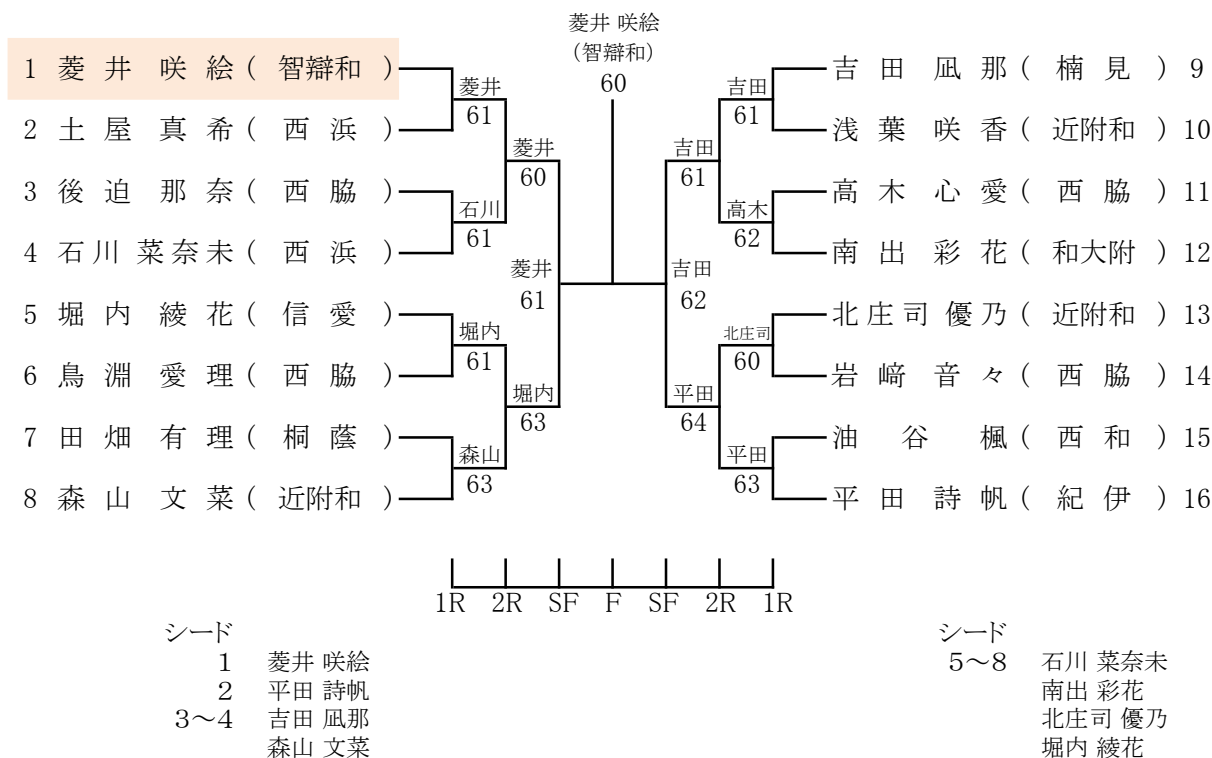 菱井 咲絵
(智辯和)
60
1 菱井 咲絵 ( 智辯和 )
2 土屋 真希 ( 西浜 )
3 後迫 那奈 ( 西脇 )
4 石川 菜奈未 ( 西浜 )
5 堀内 綾花 ( 信愛 )
6 鳥淵 愛理 ( 西脇 )
7 田畑 有理 ( 桐蔭 )
8 森山 文菜 ( 近附和 )
菱井
61
石川
61
堀内
61
森山
63
菱井
60
堀内
63
菱井
61
吉田
62
吉田
61
平田
64
吉田
61
高木
62
北庄司
60
平田
63
吉田 凪那 ( 楠見 ) 9
浅葉 咲香 ( 近附和 ) 10
高木 心愛 ( 西脇 ) 11
南出 彩花 ( 和大附 ) 12
北庄司 優乃 ( 近附和 ) 13
岩﨑 音々 ( 西脇 ) 14
油谷 楓 ( 西和 ) 15
平田 詩帆 ( 紀伊 ) 16
1R 2R SF F SF 2R 1R
シード
1 菱井 咲絵
2 平田 詩帆
3～4 吉田 凪那
森山 文菜
シード
5～8 石川 菜奈未
南出 彩花
北庄司 優乃
堀内 綾花